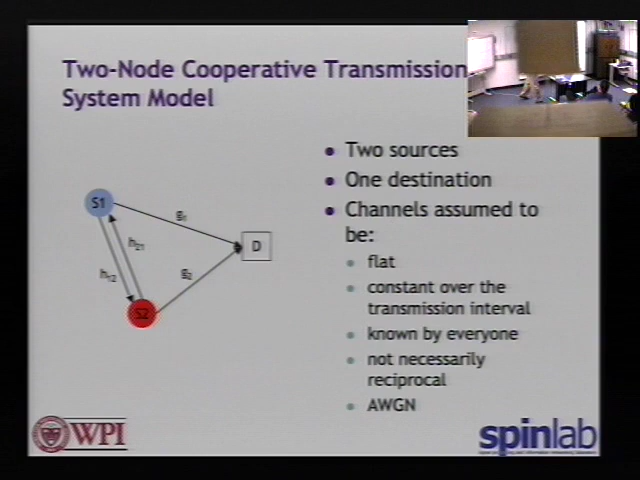 Two-Node Cooperative Transmission
System Model
Two sources
One destination
Channels assumed to
be:
flat
constant over the
transmission interval
known by everyone
not necessarily
reciprocal
AWGN
S1
g1
h21
D
h12
g2
S2
WPI
spinlab